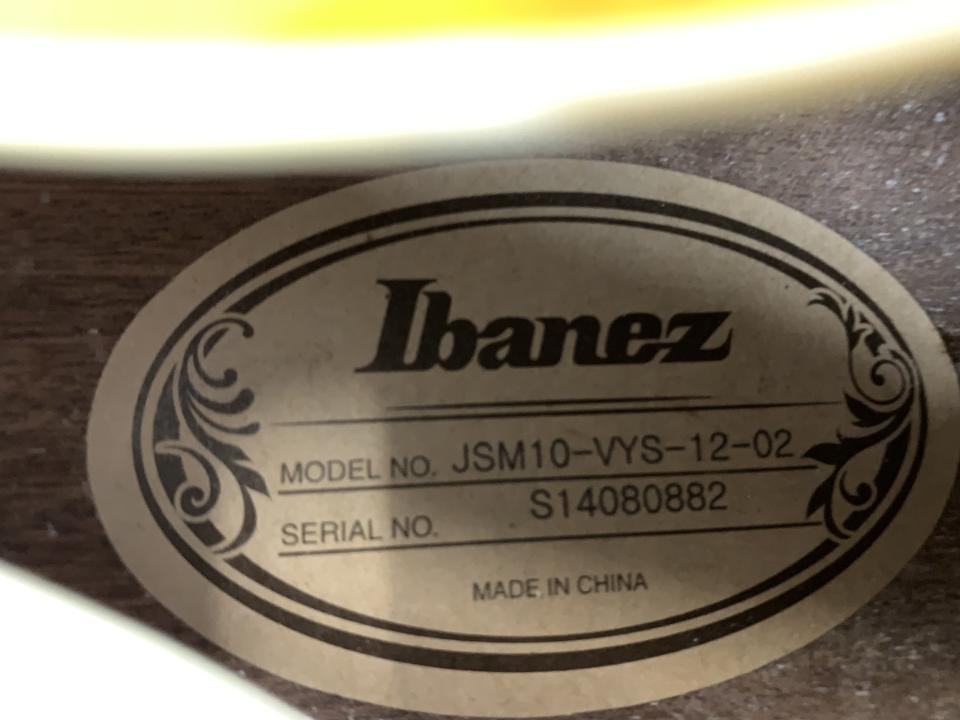 Ibanez
MODEL NO. JSM10-VYS-12-02
SERIAL NO. S14080882
MADE IN CHINA